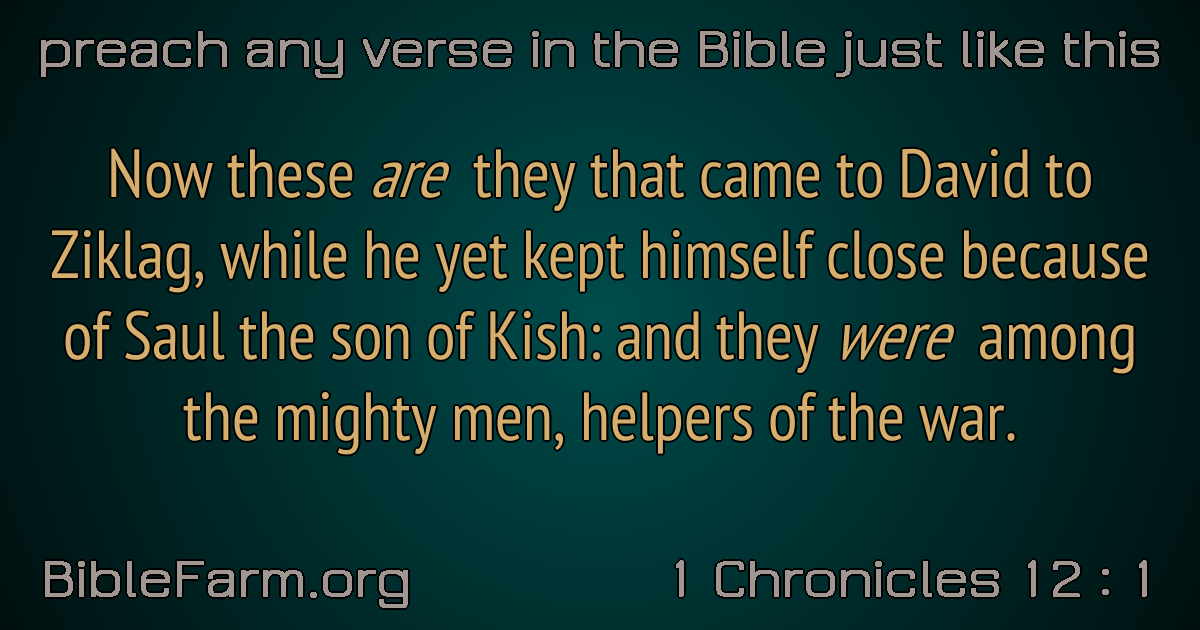 preach any verse in the Bible just like this
Now these are they that came to David to
Ziklag, while he yet kept himself close because
of Saul the son of Kish: and they were among
the mighty men, helpers of the war.
BibleFarm.org
1 Chronicles 12 : 1